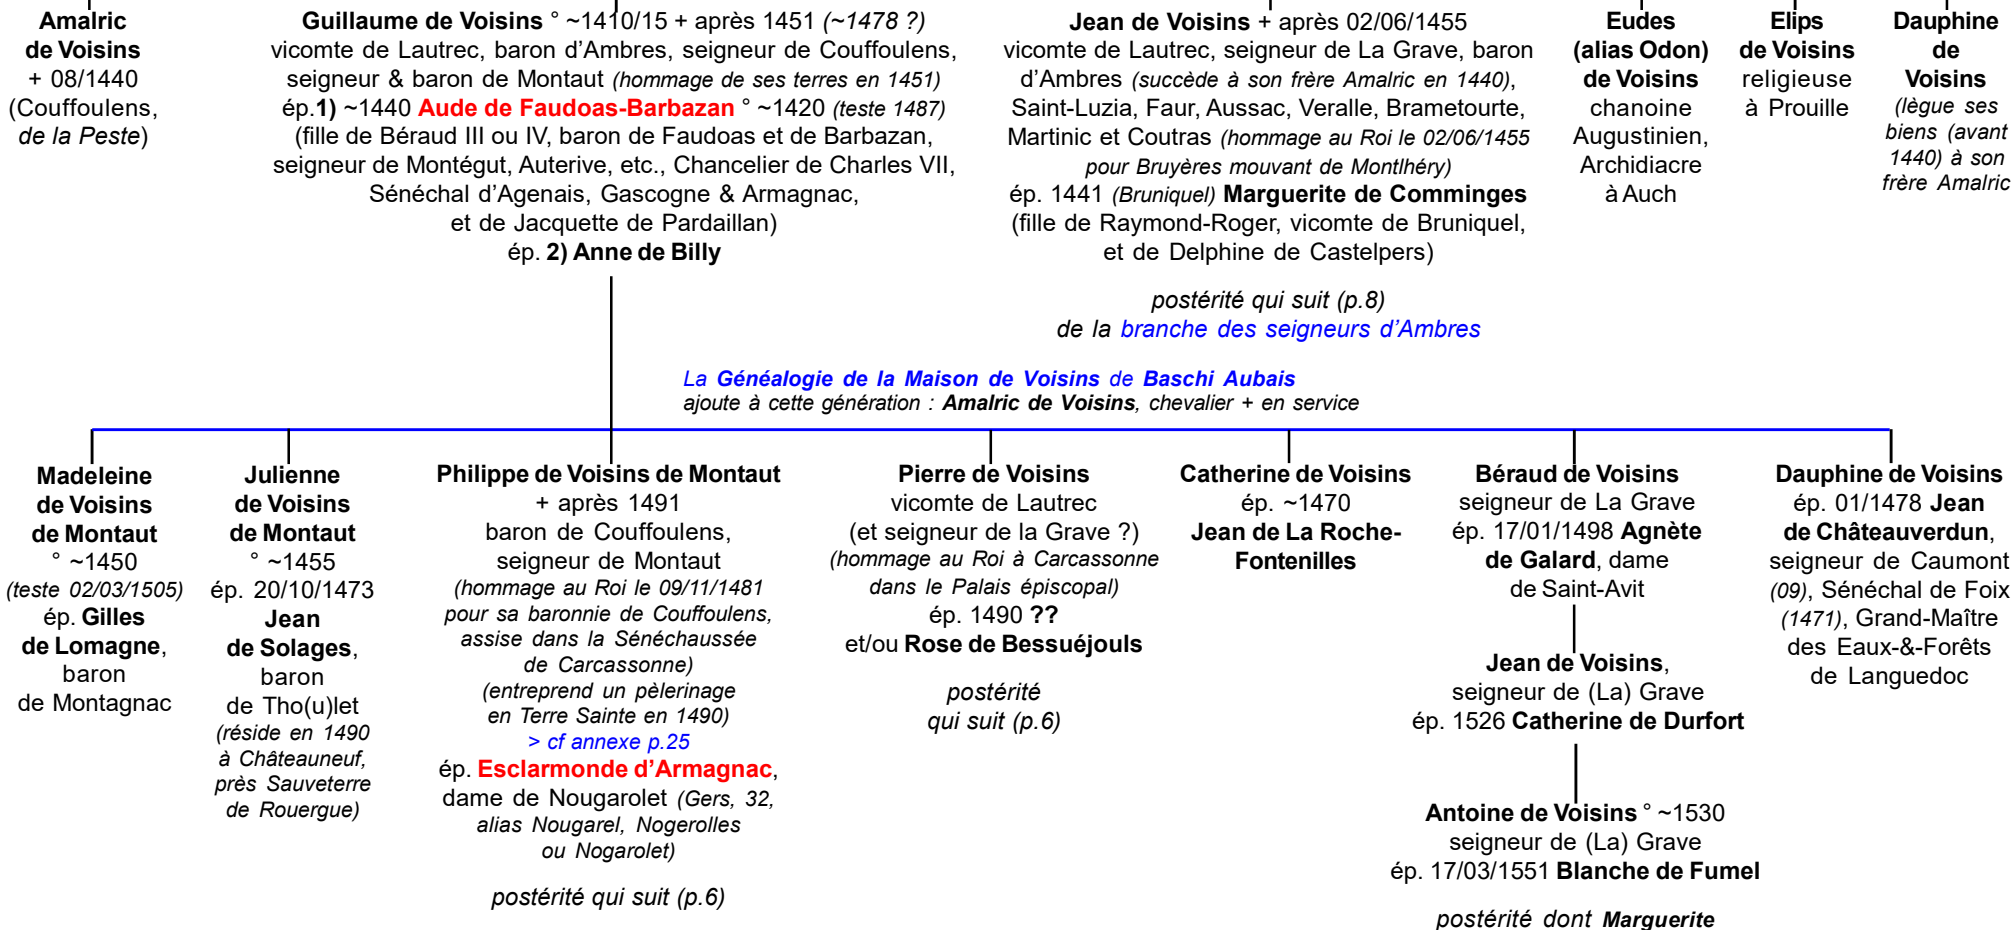 Amalric
de Voisins
+ 08/1440
(Couffoulens,
de la Peste)
Guillaume de Voisins ° ~1410/15 + après 1451 (~1478 ?)
vicomte de Lautrec, baron d’Ambres, seigneur de Couffoulens,
seigneur & baron de Montaut (hommage de ses terres en 1451)
ép.1) ~1440 Aude de Faudoas-Barbazan ° ~1420 (teste 1487)
(fille de Béraud III ou IV, baron de Faudoas et de Barbazan,
seigneur de Montégut, Auterive, etc., Chancelier de Charles VII,
Sénéchal d’Agenais, Gascogne & Armagnac,
et de Jacquette de Pardaillan)
ép. 2) Anne de Billy
Jean de Voisins + après 02/06/1455
vicomte de Lautrec, seigneur de La Grave, baron
d’Ambres (succède à son frère Amalric en 1440),
Saint-Luzia, Faur, Aussac, Veralle, Brametourte,
Martinic et Coutras (hommage au Roi le 02/06/1455
pour Bruyères mouvant de Montlhéry)
ép. 1441 (Bruniquel) Marguerite de Comminges
(fille de Raymond-Roger, vicomte de Bruniquel,
et de Delphine de Castelpers)
postérité qui suit (p.8)
de la branche des seigneurs d’Ambres
Eudes
(alias Odon)
de Voisins
chanoine
Augustinien,
Archidiacre
à Auch
Elips
de Voisins
religieuse
à Prouille
Dauphine
de
Voisins
(lègue ses
biens (avant
1440) à son
frère Amalric
La Généalogie de la Maison de Voisins de Baschi Aubais
ajoute à cette génération : Amalric de Voisins, chevalier + en service
Madeleine
de Voisins
de Montaut
° ~1450
(teste 02/03/1505)
ép. Gilles
de Lomagne,
baron
de Montagnac
Julienne
de Voisins
de Montaut
° ~1455
ép. 20/10/1473
Jean
de Solages,
baron
de Tho(u)let
(réside en 1490
à Châteauneuf,
près Sauveterre
de Rouergue)
Philippe de Voisins de Montaut
+ après 1491
baron de Couffoulens,
seigneur de Montaut
(hommage au Roi le 09/11/1481
pour sa baronnie de Couffoulens,
assise dans la Sénéchaussée
de Carcassonne)
(entreprend un pèlerinage
en Terre Sainte en 1490)
> cf annexe p.25
ép. Esclarmonde d’Armagnac,
dame de Nougarolet (Gers, 32,
alias Nougarel, Nogerolles
ou Nogarolet)
postérité qui suit (p.6)
Pierre de Voisins
vicomte de Lautrec
(et seigneur de la Grave ?)
(hommage au Roi à Carcassonne
dans le Palais épiscopal)
ép. 1490 ??
et/ou Rose de Bessuéjouls
postérité
qui suit (p.6)
Catherine de Voisins
ép. ~1470
Jean de La Roche-
Fontenilles
Béraud de Voisins
seigneur de La Grave
ép. 17/01/1498 Agnète
de Galard, dame
de Saint-Avit
Jean de Voisins,
seigneur de (La) Grave
ép. 1526 Catherine de Durfort
Antoine de Voisins ° ~1530
seigneur de (La) Grave
ép. 17/03/1551 Blanche de Fumel
postérité dont Marguerite
Dauphine de Voisins
ép. 01/1478 Jean
de Châteauverdun,
seigneur de Caumont
(09), Sénéchal de Foix
(1471), Grand-Maître
des Eaux-&-Forêts
de Languedoc